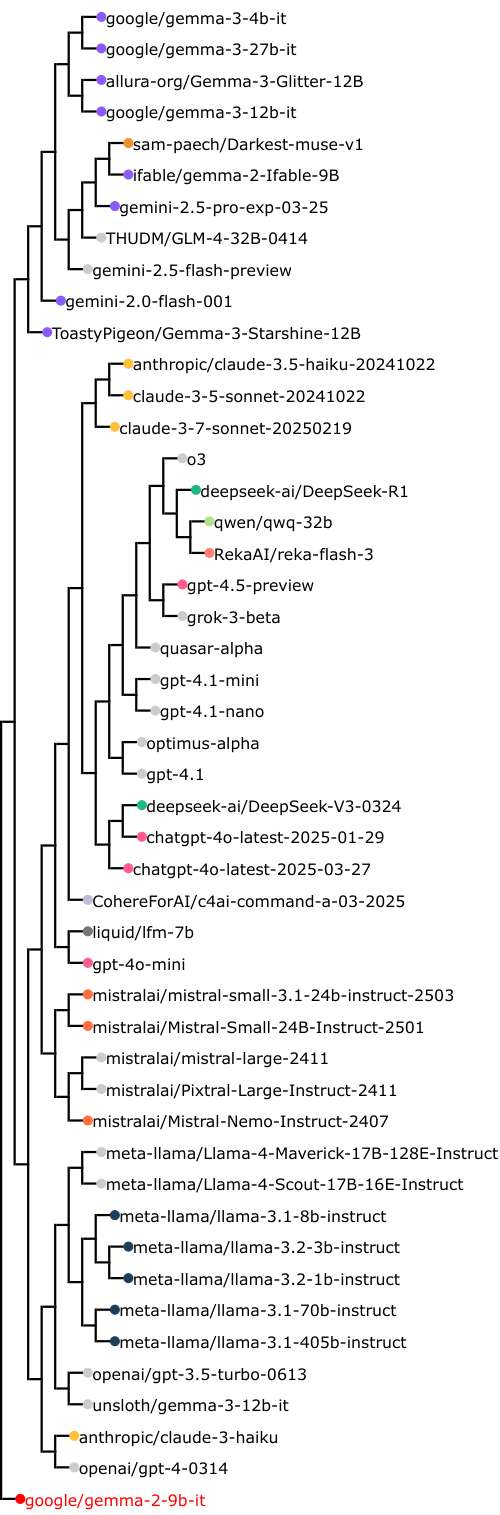 google/gemma-3-4b-it
google/gemma-3-27b-it
allura-org/Gemma-3-Glitter-12B
google/gemma-3-12b-it
sam-paech/Darkest-muse-v1
ifable/gemma-2-Ifable-9B
gemini-2.5-pro-exp-03-25
THUDM/GLM-4-32B-0414
gemini-2.5-flash-preview
gemini-2.0-flash-001
ToastyPigeon/Gemma-3-Starshine-12B
anthropic/claude-3.5-haiku-20241022
claude-3-5-sonnet-20241022
claude-3-7-sonnet-20250219
o3
deepseek-ai/DeepSeek-R1
qwen/qwq-32b
RekaAI/reka-flash-3
gpt-4.5-preview
grok-3-beta
quasar-alpha
gpt-4.1-mini
gpt-4.1-nano
optimus-alpha
gpt-4.1
deepseek-ai/DeepSeek-V3-0324
chatgpt-4o-latest-2025-01-29
chatgpt-4o-latest-2025-03-27
CohereForAI/c4ai-command-a-03-2025
liquid/lfm-7b
gpt-4o-mini
mistralai/mistral-small-3.1-24b-instruct-2503
mistralai/Mistral-Small-24B-Instruct-2501
mistralai/mistral-large-2411
mistralai/Pixtral-Large-Instruct-2411
mistralai/Mistral-Nemo-Instruct-2407
meta-llama/Llama-4-Maverick-17B-128E-Instruct
meta-llama/Llama-4-Scout-17B-16E-Instruct
meta-llama/llama-3.1-8b-instruct
meta-llama/llama-3.2-3b-instruct
meta-llama/llama-3.2-1b-instruct
meta-llama/llama-3.1-70b-instruct
meta-llama/llama-3.1-405b-instruct
openai/gpt-3.5-turbo-0613
unsloth/gemma-3-12b-it
anthropic/claude-3-haiku
openai/gpt-4-0314
google/gemma-2-9b-it